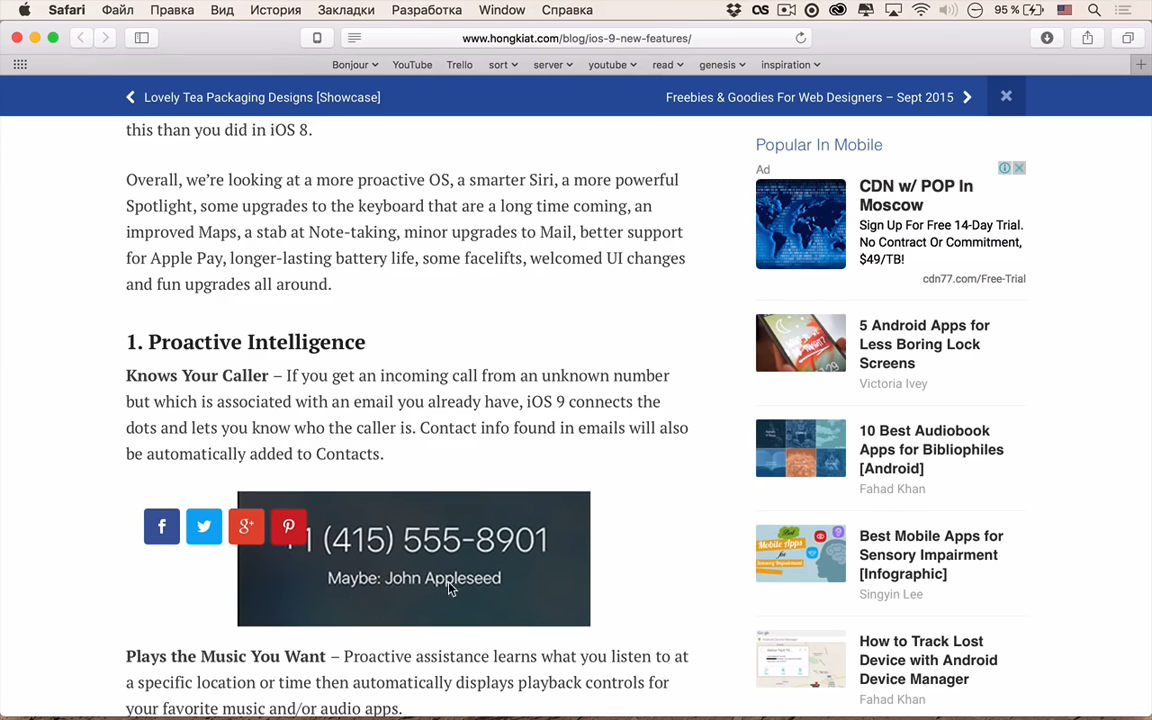 Safari Файл Правка Вид История Закладки Разработка Window Справка 95 %
www.hongkiat.com/blog/ios-9-new-features/
Bonjour YouTube Trello sort server youtube read genesis inspiration
Lovely Tea Packaging Designs [Showcase]
Freebies & Goodies For Web Designers – Sept 2015
this than you did in iOS 8.
Overall, we’re looking at a more proactive OS, a smarter Siri, a more powerful
Spotlight, some upgrades to the keyboard that are a long time coming, an
improved Maps, a stab at Note-taking, minor upgrades to Mail, better support
for Apple Pay, longer-lasting battery life, some facelifts, welcomed UI changes
and fun upgrades all around.
1. Proactive Intelligence
Knows Your Caller – If you get an incoming call from an unknown number
but which is associated with an email you already have, iOS 9 connects the
dots and lets you know who the caller is. Contact info found in emails will also
be automatically added to Contacts.
1 (415) 555-8901
Maybe: John Appleseed
Plays the Music You Want – Proactive assistance learns what you listen to at
a specific location or time then automatically displays playback controls for
your favorite music and/or audio apps.
Popular In Mobile
Ad
CDN w/ POP In
Moscow
Sign Up For Free 14-Day Trial.
No Contract Or Commitment,
$49/TB!
cdn77.com/Free-Trial
5 Android Apps for
Less Boring Lock
Screens
Victoria Ivey
10 Best Audiobook
Apps for Bibliophiles
[Android]
Fahad Khan
Best Mobile Apps for
Sensory Impairment
[Infographic]
Singyin Lee
How to Track Lost
Device with Android
Device Manager
Fahad Khan